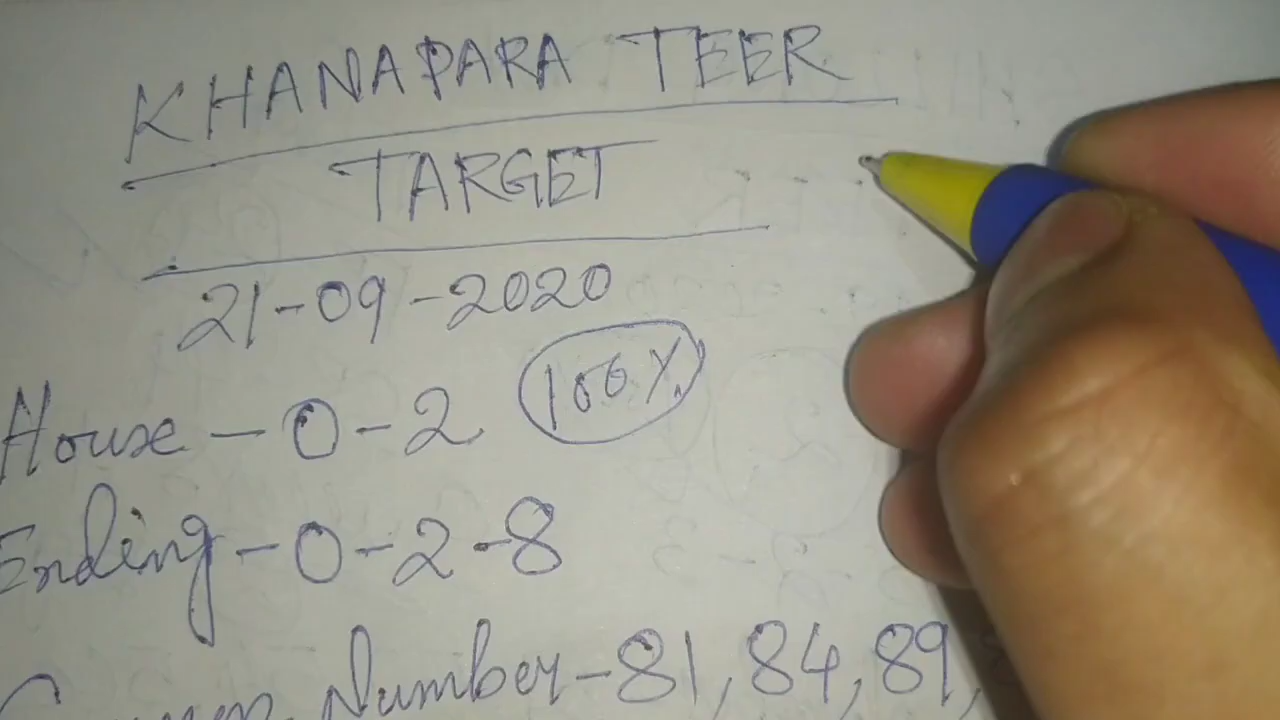 KHANAPARA TEER
TARGET
21-09-2020
House - 0-2 100%
Ending - 0-2-8
Number - 81, 84, 89,